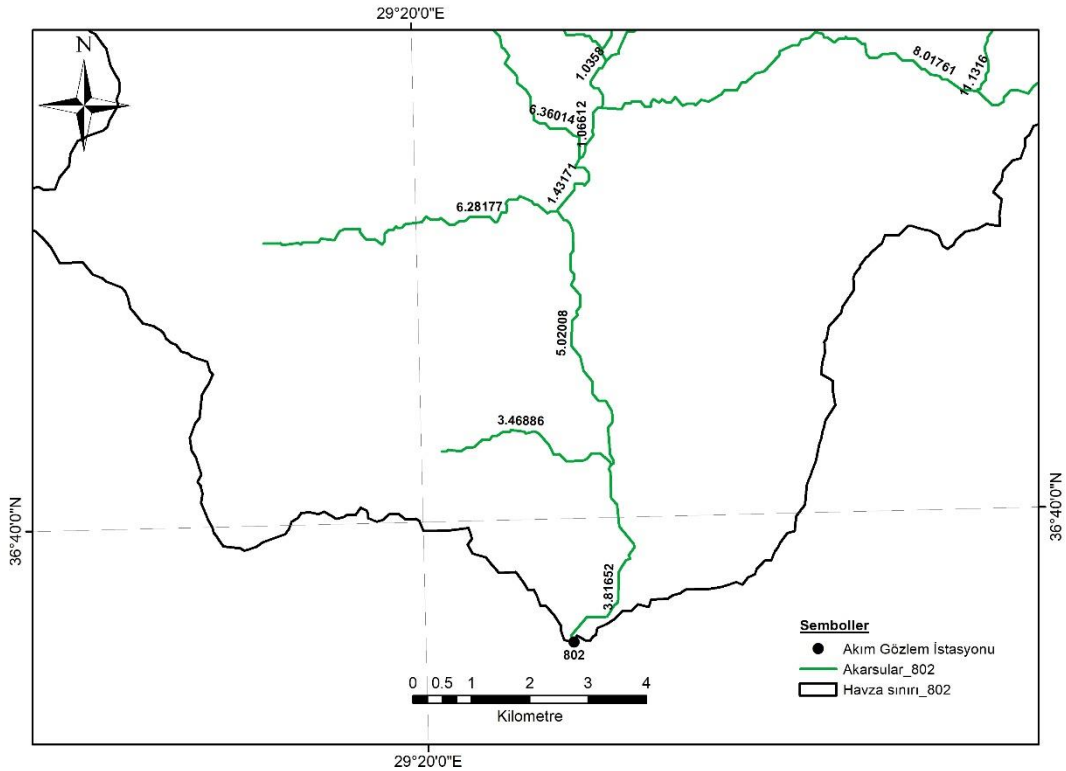 29°20'0"E
N
1.0358
8.01761
11.1316
6.36014
1.06612
1.43171
6.28177
5.02008
3.46886
36°40'0"N
36°40'0"N
3.81652
802
Semboller
Akım Gözlem İstasyonu
Akarsular_802
Havza sınırı_802
0 0.5 1 2 3 4
Kilometre
29°20'0"E